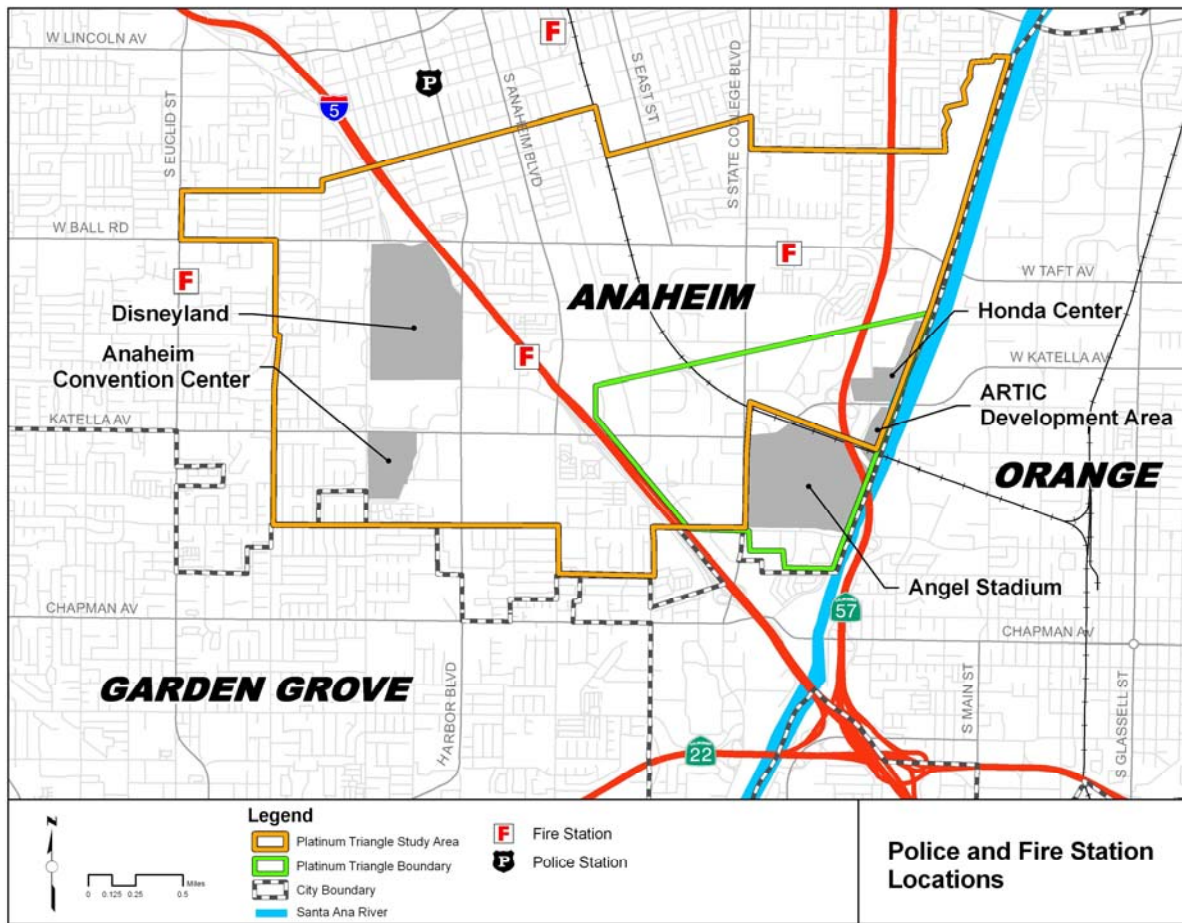 W LINCOLN AV
F
P
S EUCLID ST
5
S ANAHEIM BLVD
S EAST ST
S STATE COLLEGE BLVD
W BALL RD
F
F
W TAFT AV
ANAHEIM
Disneyland
Honda Center
Anaheim
Convention Center
F
W KATELLA AV
ARTIC
Development Area
KATELLA AV
ORANGE
Angel Stadium
57
CHAPMAN AV
CHAPMAN AV
GARDEN GROVE
HARBOR BLVD
S MAIN ST
S GLASSELL ST
22
N
0 0.125 0.25 0.5
Miles
Legend
Platinum Triangle Study Area
Platinum Triangle Boundary
City Boundary
Santa Ana River
F Fire Station
P Police Station
Police and Fire Station
Locations